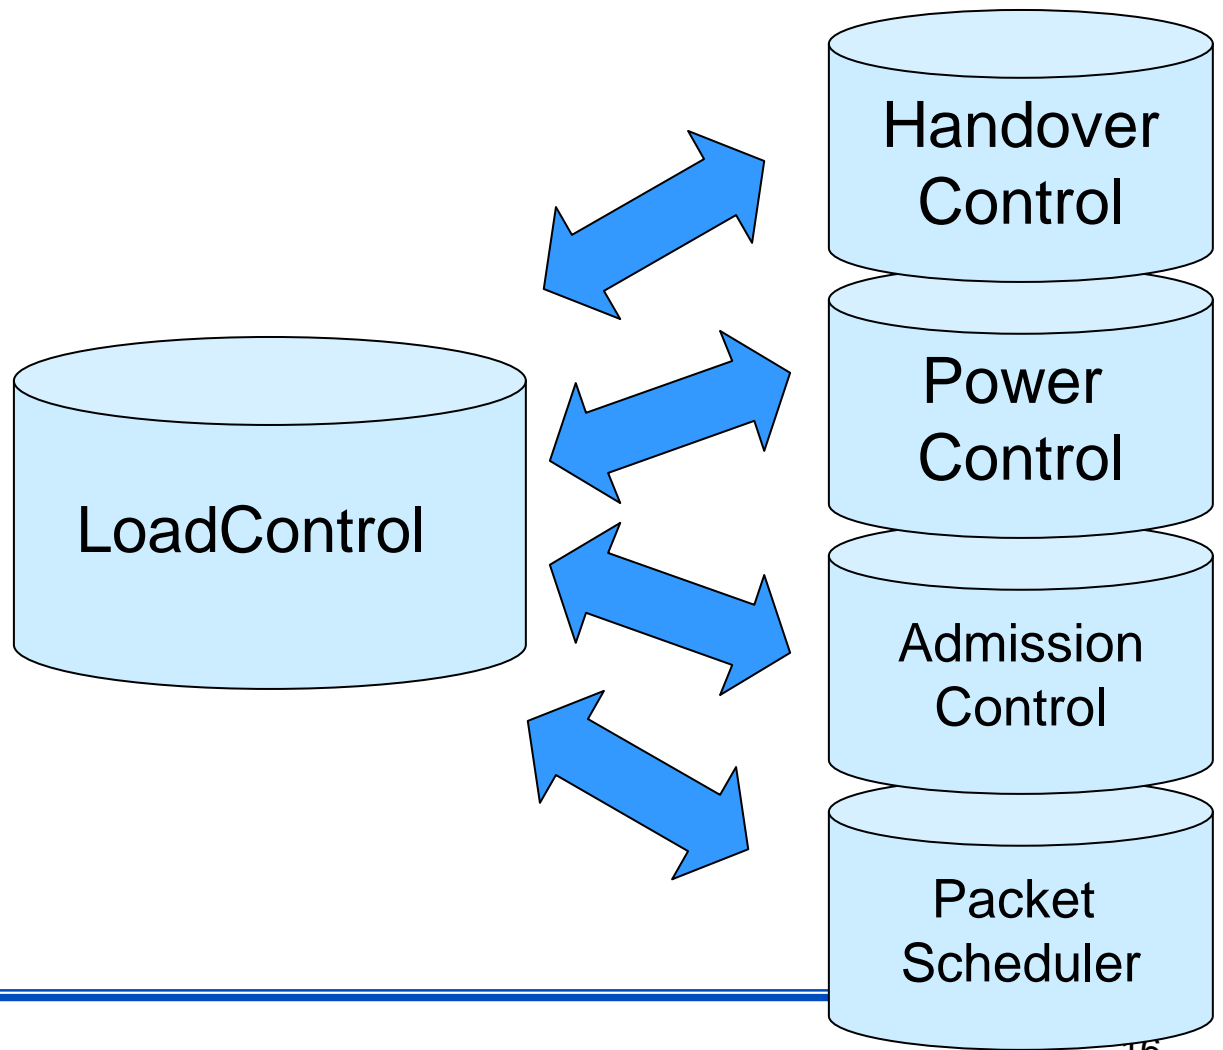 Handover
Control
Power
Control
LoadControl
Admission
Control
Packet
Scheduler